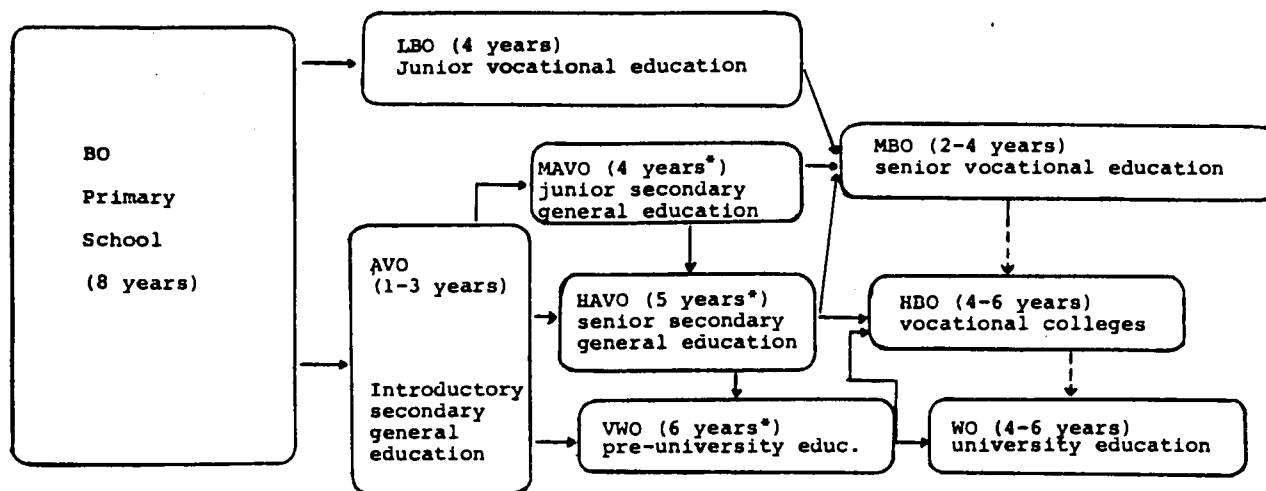 BO
Primary
School
(8 years)
LBO (4 years)
Junior vocational education
AVO
(1-3 years)
Introductory
secondary
general
education
MAVO (4 years*)
junior secondary
general education
HAVO (5 years*)
senior secondary
general education
VWO (6 years*)
pre-university educ.
MBO (2-4 years)
senior vocational education
HBO (4-6 years)
vocational colleges
WO (4-6 years)
university education